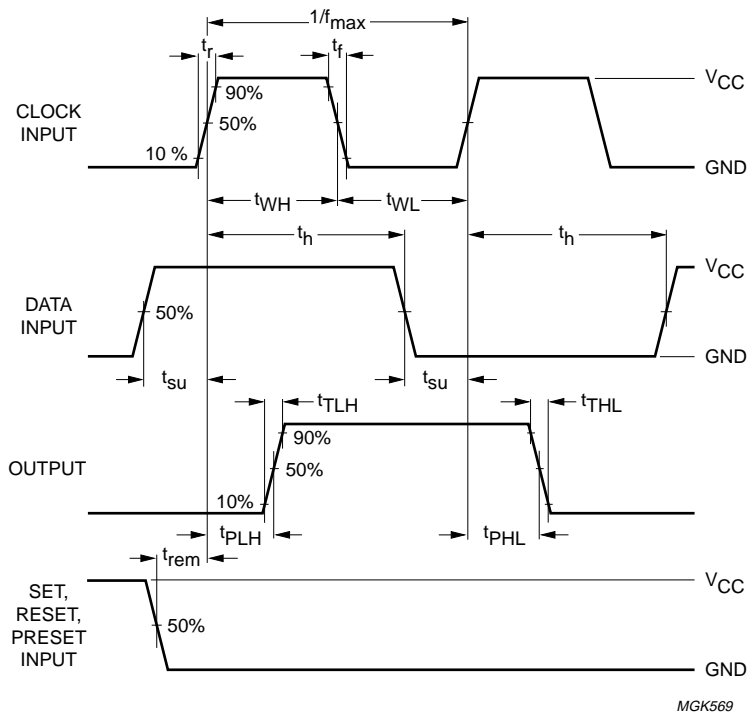 1/fmax
tr
tf
VCC
CLOCK
INPUT
90%
50%
10 %
GND
tWH
tWL
th
th
VCC
DATA
INPUT
50%
GND
tsu
tsu
tTLH
tTHL
90%
OUTPUT
50%
10%
tPLH
tPHL
trem
VCC
SET,
RESET,
PRESET
INPUT
50%
GND
MGK569